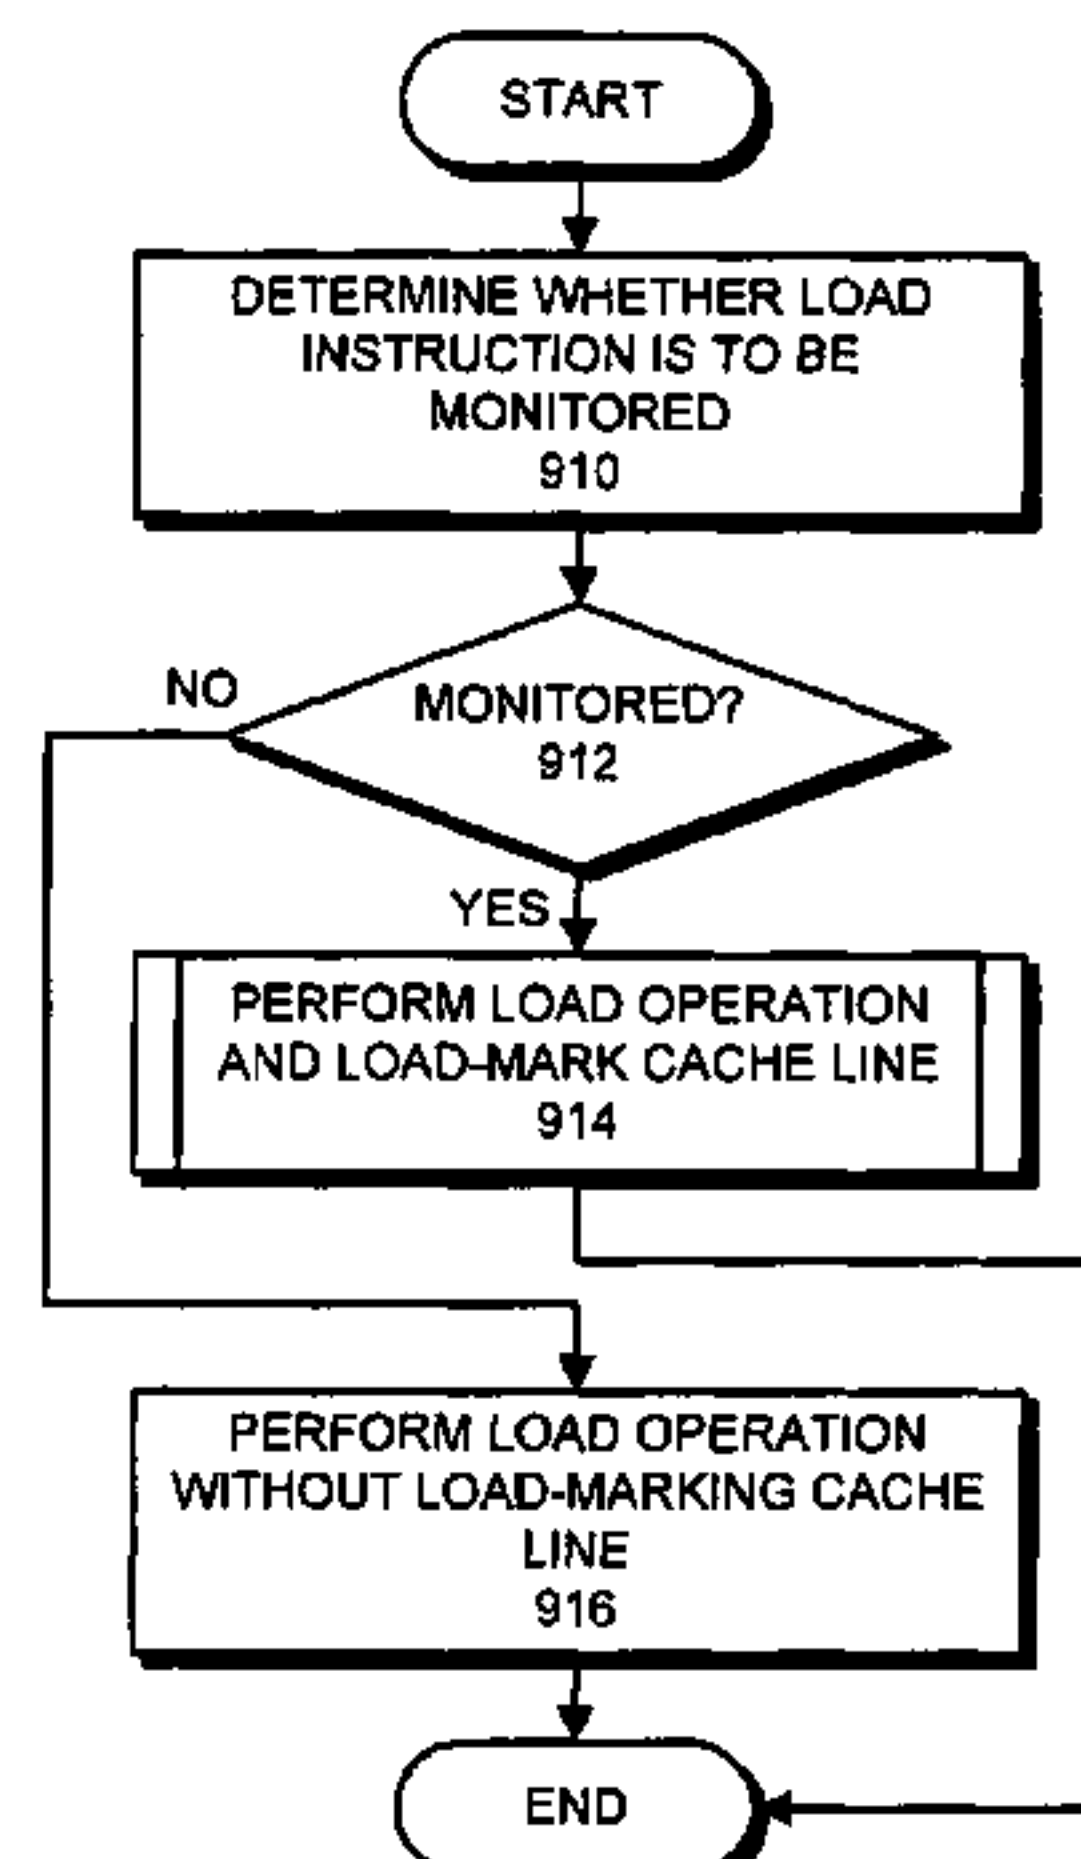 START
DETERMINE WHETHER LOAD
INSTRUCTION IS TO BE
MONITORED
910
NO
MONITORED?
912
YES
PERFORM LOAD OPERATION
AND LOAD-MARK CACHE LINE
914
PERFORM LOAD OPERATION
WITHOUT LOAD-MARKING CACHE
LINE
916
END